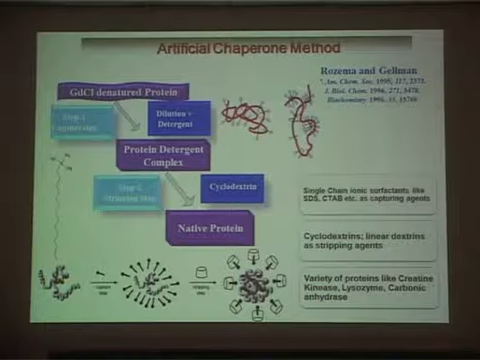 Artificial Chaperone Method
Rozema and Gellman
J. Am. Chem. Soc. 1995, 117, 2373.
J. Biol. Chem. 1996, 271, 3478.
Biochemistry 1996, 35, 15760
GdCl denatured Protein
Step-1
Dilution +
Detergent
Protein Detergent
Complex
Step-2
Stripping Step
Cyclodextrin
Native Protein
Single Chain ionic surfactants like
SDS, CTAB etc. as capturing agents
Cyclodextrins; linear dextrins
as stripping agents
Variety of proteins like Creatine
Kinease, Lysozyme, Carbonic
anhydrase
capture
step
stripping
step